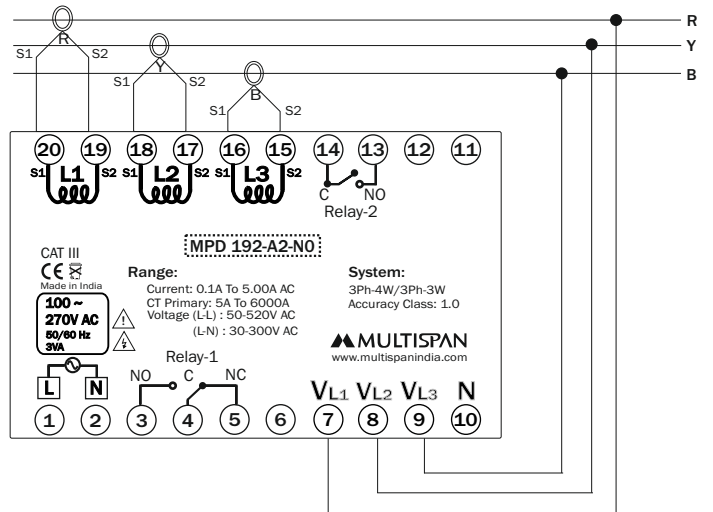 R
Y
B
R
S1 S2
Y
S1 S2
B
S1 S2
20 19 18 17 16 15 14 13 12 11
S1 L1 S2 S1 L2 S2 S1 L3 S2
C NO
Relay-2
MPD 192-A2-N0
CAT III
CE
Made in India
100 ~
270V AC
50/60 Hz
3VA
Range:
Current: 0.1A To 5.00A AC
CT Primary: 5A To 6000A
Voltage (L-L) : 50-520V AC
(L-N) : 30-300V AC
System:
3Ph-4W/3Ph-3W
Accuracy Class: 1.0
MULTISPAN
www.multispanindia.com
Relay-1
L N NO C NC VL1 VL2 VL3 N
1 2 3 4 5 6 7 8 9 10